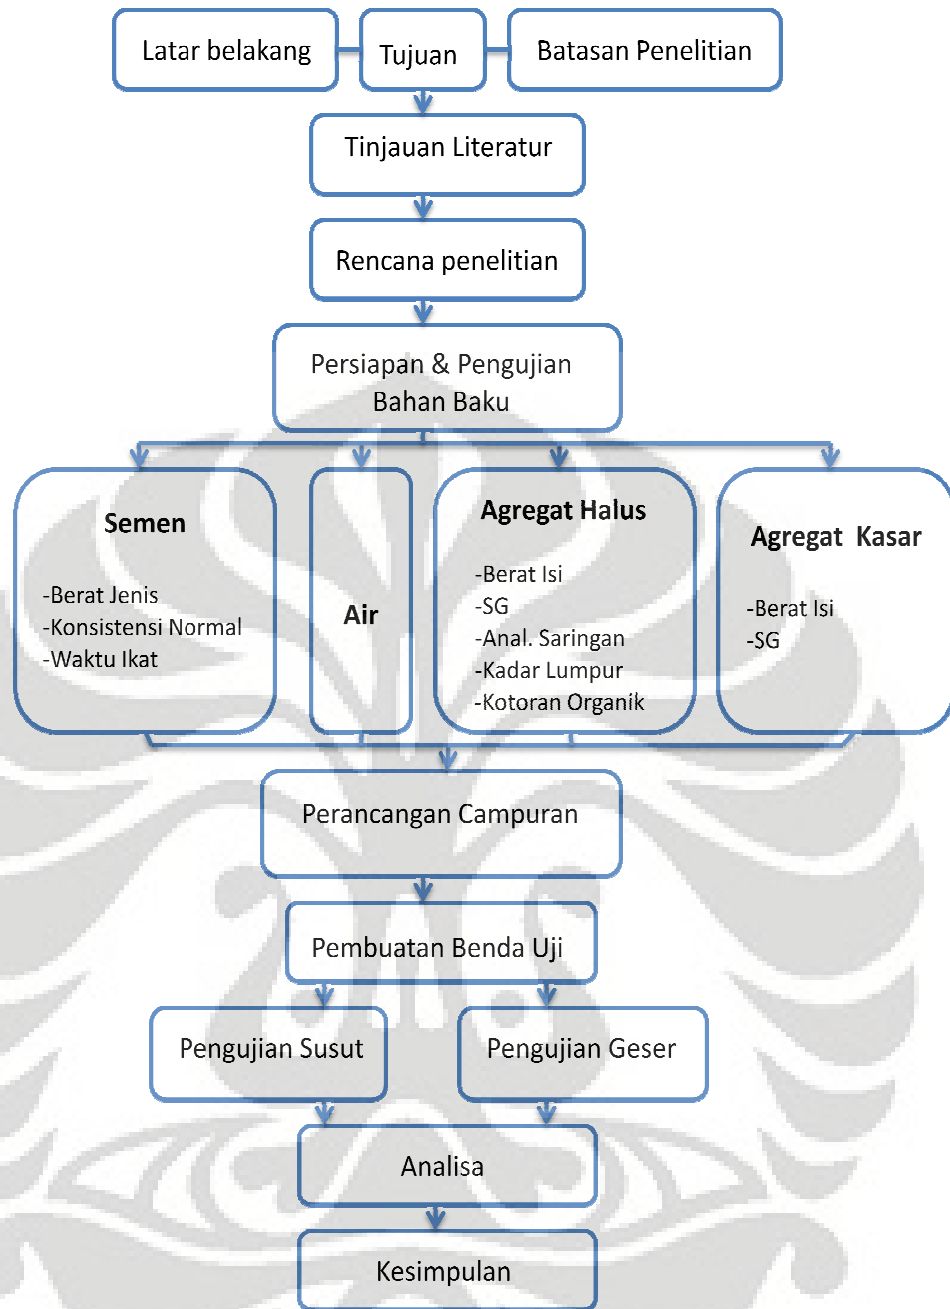 Latar belakang
Tujuan
Batasan Penelitian
Tinjauan Literatur
Rencana penelitian
Persiapan & Pengujian
Bahan Baku
Semen
-Berat Jenis
-Konsistensi Normal
-Waktu Ikat
Air
Agregat Halus
-Berat Isi
-SG
-Anal. Saringan
-Kadar Lumpur
-Kotoran Organik
Agregat Kasar
-Berat Isi
-SG
Perancangan Campuran
Pembuatan Benda Uji
Pengujian Susut
Pengujian Geser
Analisa
Kesimpulan